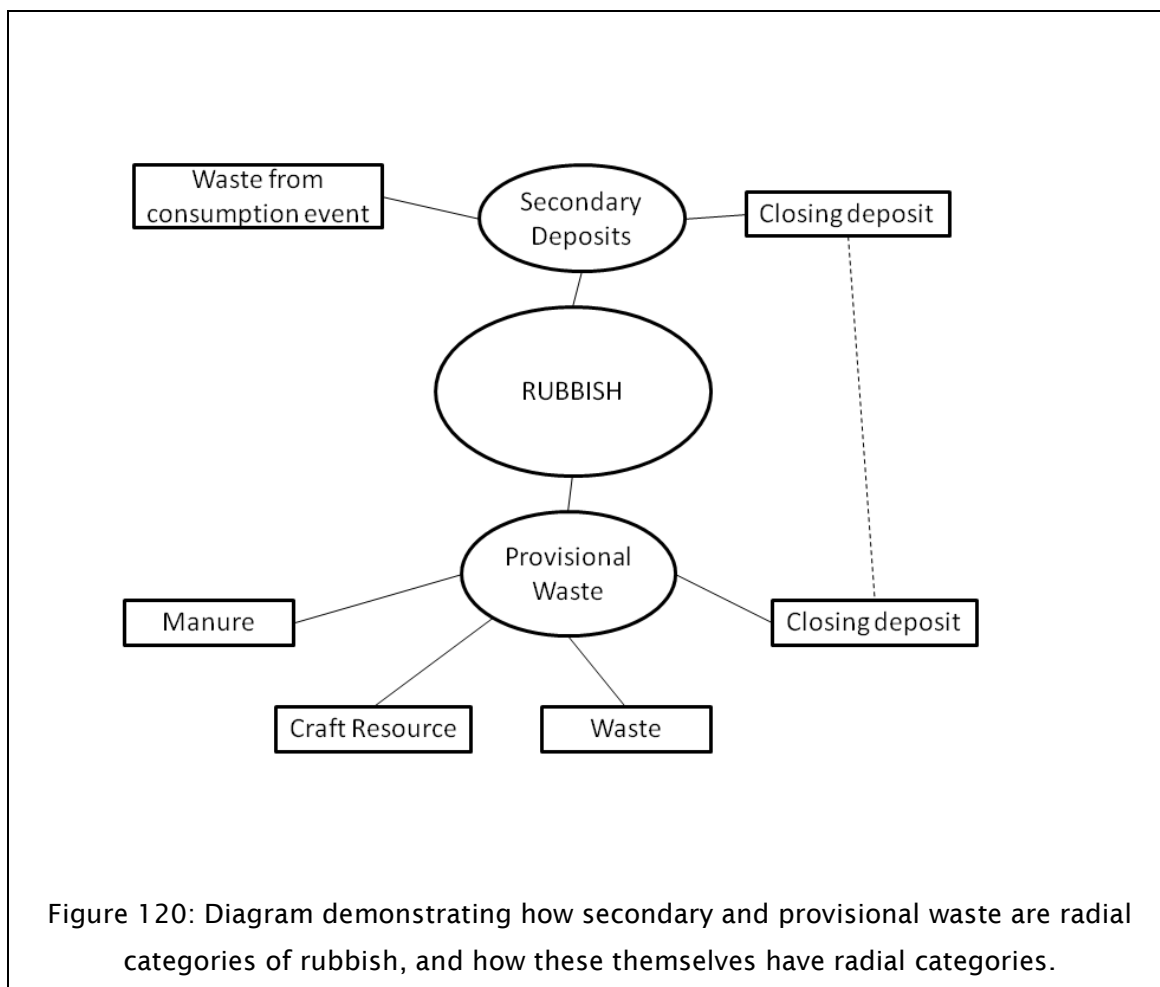 Waste from
consumption event
Secondary
Deposits
Closing deposit
RUBBISH
Provisional
Waste
Manure
Closing deposit
Craft Resource
Waste
Figure 120: Diagram demonstrating how secondary and provisional waste are radial
categories of rubbish, and how these themselves have radial categories.